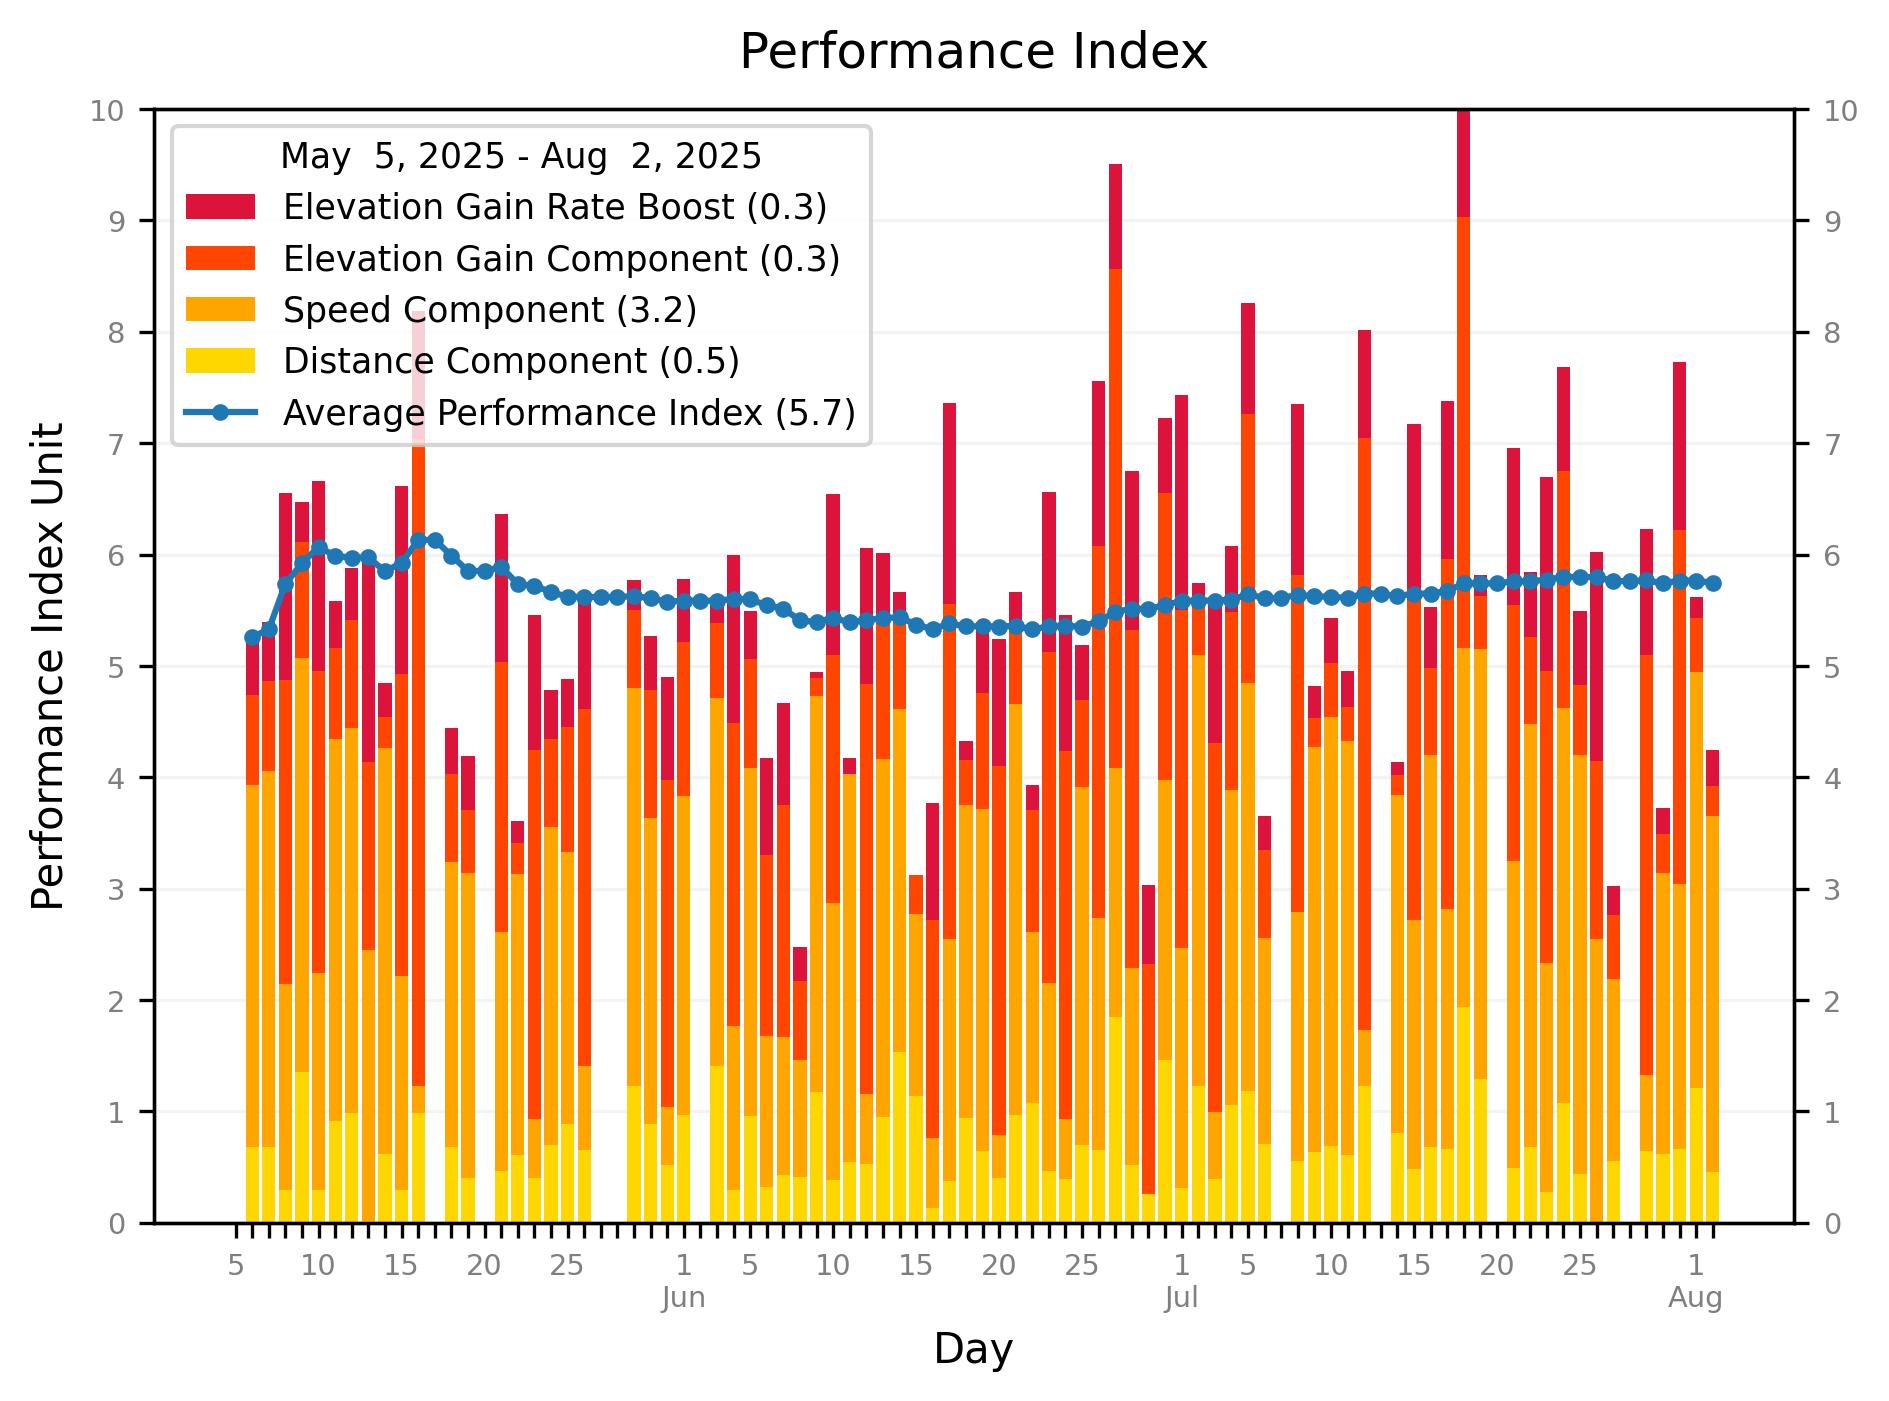 Performance Index
May  5, 2025 - Aug  2, 2025
Elevation Gain Rate Boost (0.3)
Elevation Gain Component (0.3)
Speed Component (3.2)
Distance Component (0.5)
Average Performance Index (5.7)
Performance Index Unit
10 10
9 9
8 8
7 7
6 6
5 5
4 4
3 3
2 2
1 1
0 0
5 10 15 20 25 1 5 10 15 20 25 1 5 10 15 20 25 1
Jun Jul Aug
Day